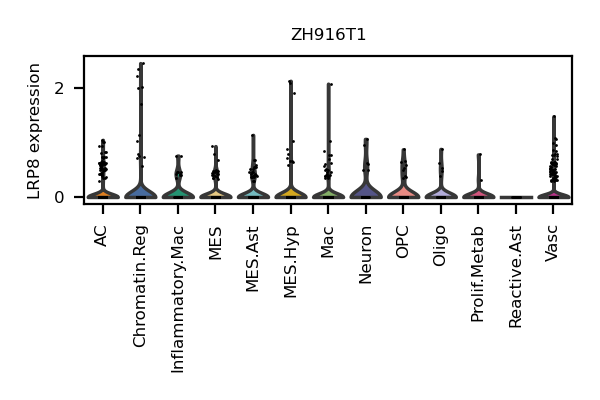 ZH916T1
LRP8 expression
2
0
AC
Chromatin.Reg
Inflammatory.Mac
MES
MES.Ast
MES.Hyp
Mac
Neuron
OPC
Oligo
Prolif.Metab
Reactive.Ast
Vasc